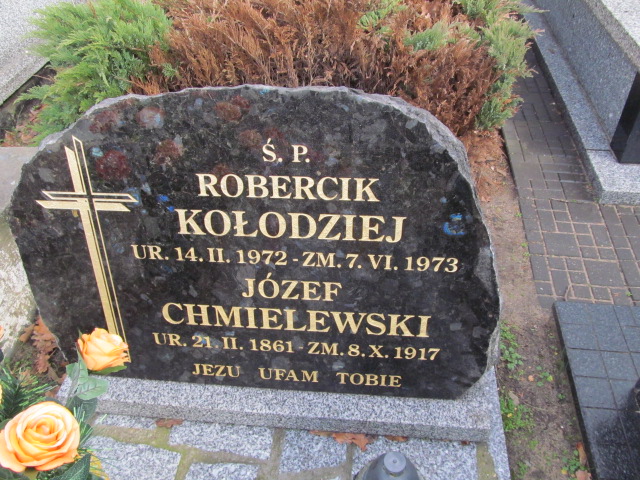 Ś. P.
ROBERCIK
KOŁODZIEJ
UR. 14. II. 1972 - ZM. 7. VI. 1973
JÓZEF
CHMIELEWSKI
UR. 21. II. 1861 - ZM. 8. X. 1917
JEZU UFAM TOBIE